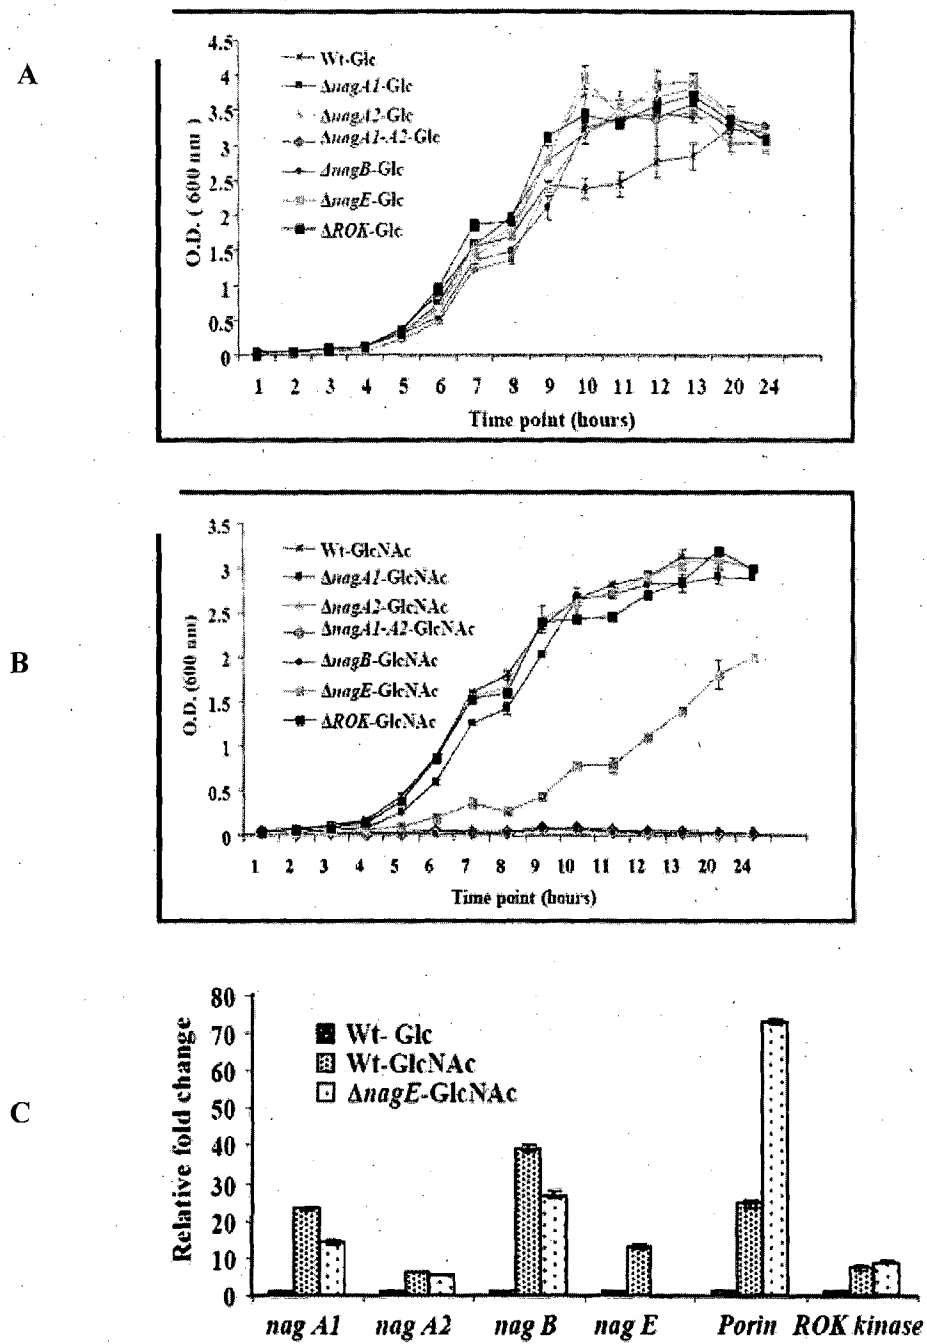 A
4.5
4
3.5
3
2.5
2
1.5
1
0.5
0
O.D. ( 600 nm )
Wt-Glc
ΔnagA1-Glc
ΔnagA2-Glc
ΔnagA1-A2-Glc
ΔnagB-Glc
ΔnagE-Glc
ΔROK-Glc
1 2 3 4 5 6 7 8 9 10 11 12 13 20 24
Time point (hours)
B
3.5
3
2.5
2
1.5
1
0.5
0
O.D. (600 nm)
Wt-GlcNAc
ΔnagA1-GlcNAc
ΔnagA2-GlcNAc
ΔnagA1-A2-GlcNAc
ΔnagB-GlcNAc
ΔnagE-GlcNAc
ΔROK-GlcNAc
1 2 3 4 5 6 7 8 9 10 11 12 13 20 24
Time point (hours)
C
80
70
60
50
40
30
20
10
0
Relative fold change
Wt- Glc
Wt-GlcNAc
ΔnagE-GlcNAc
nag A1 nag A2 nag B nag E Porin ROK kinase